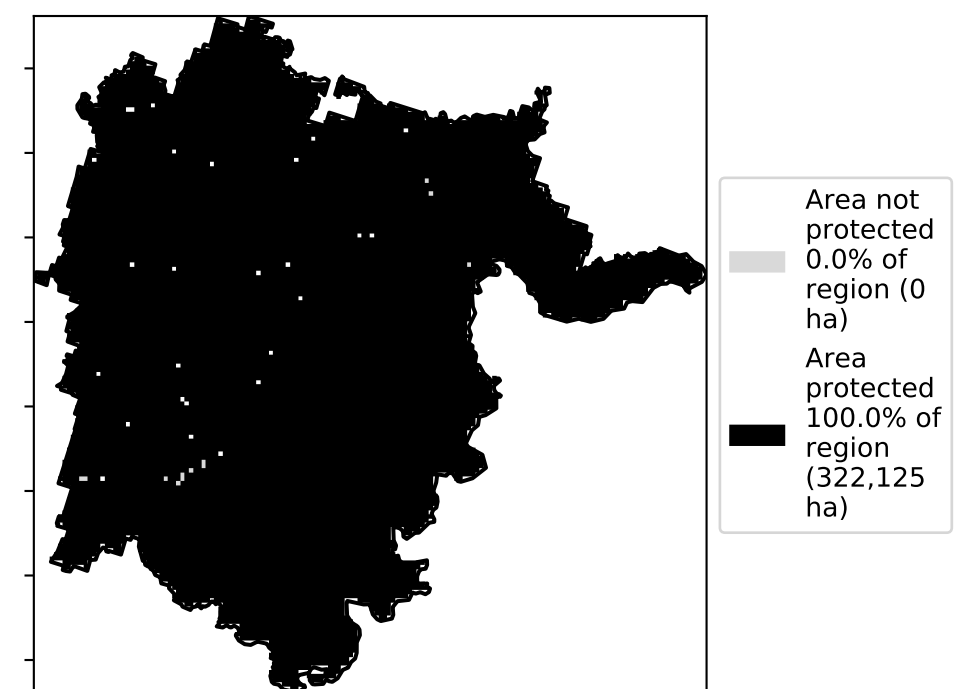 Area not
protected
0.0% of
region (0
ha)
Area
protected
100.0% of
region
(322,125
ha)